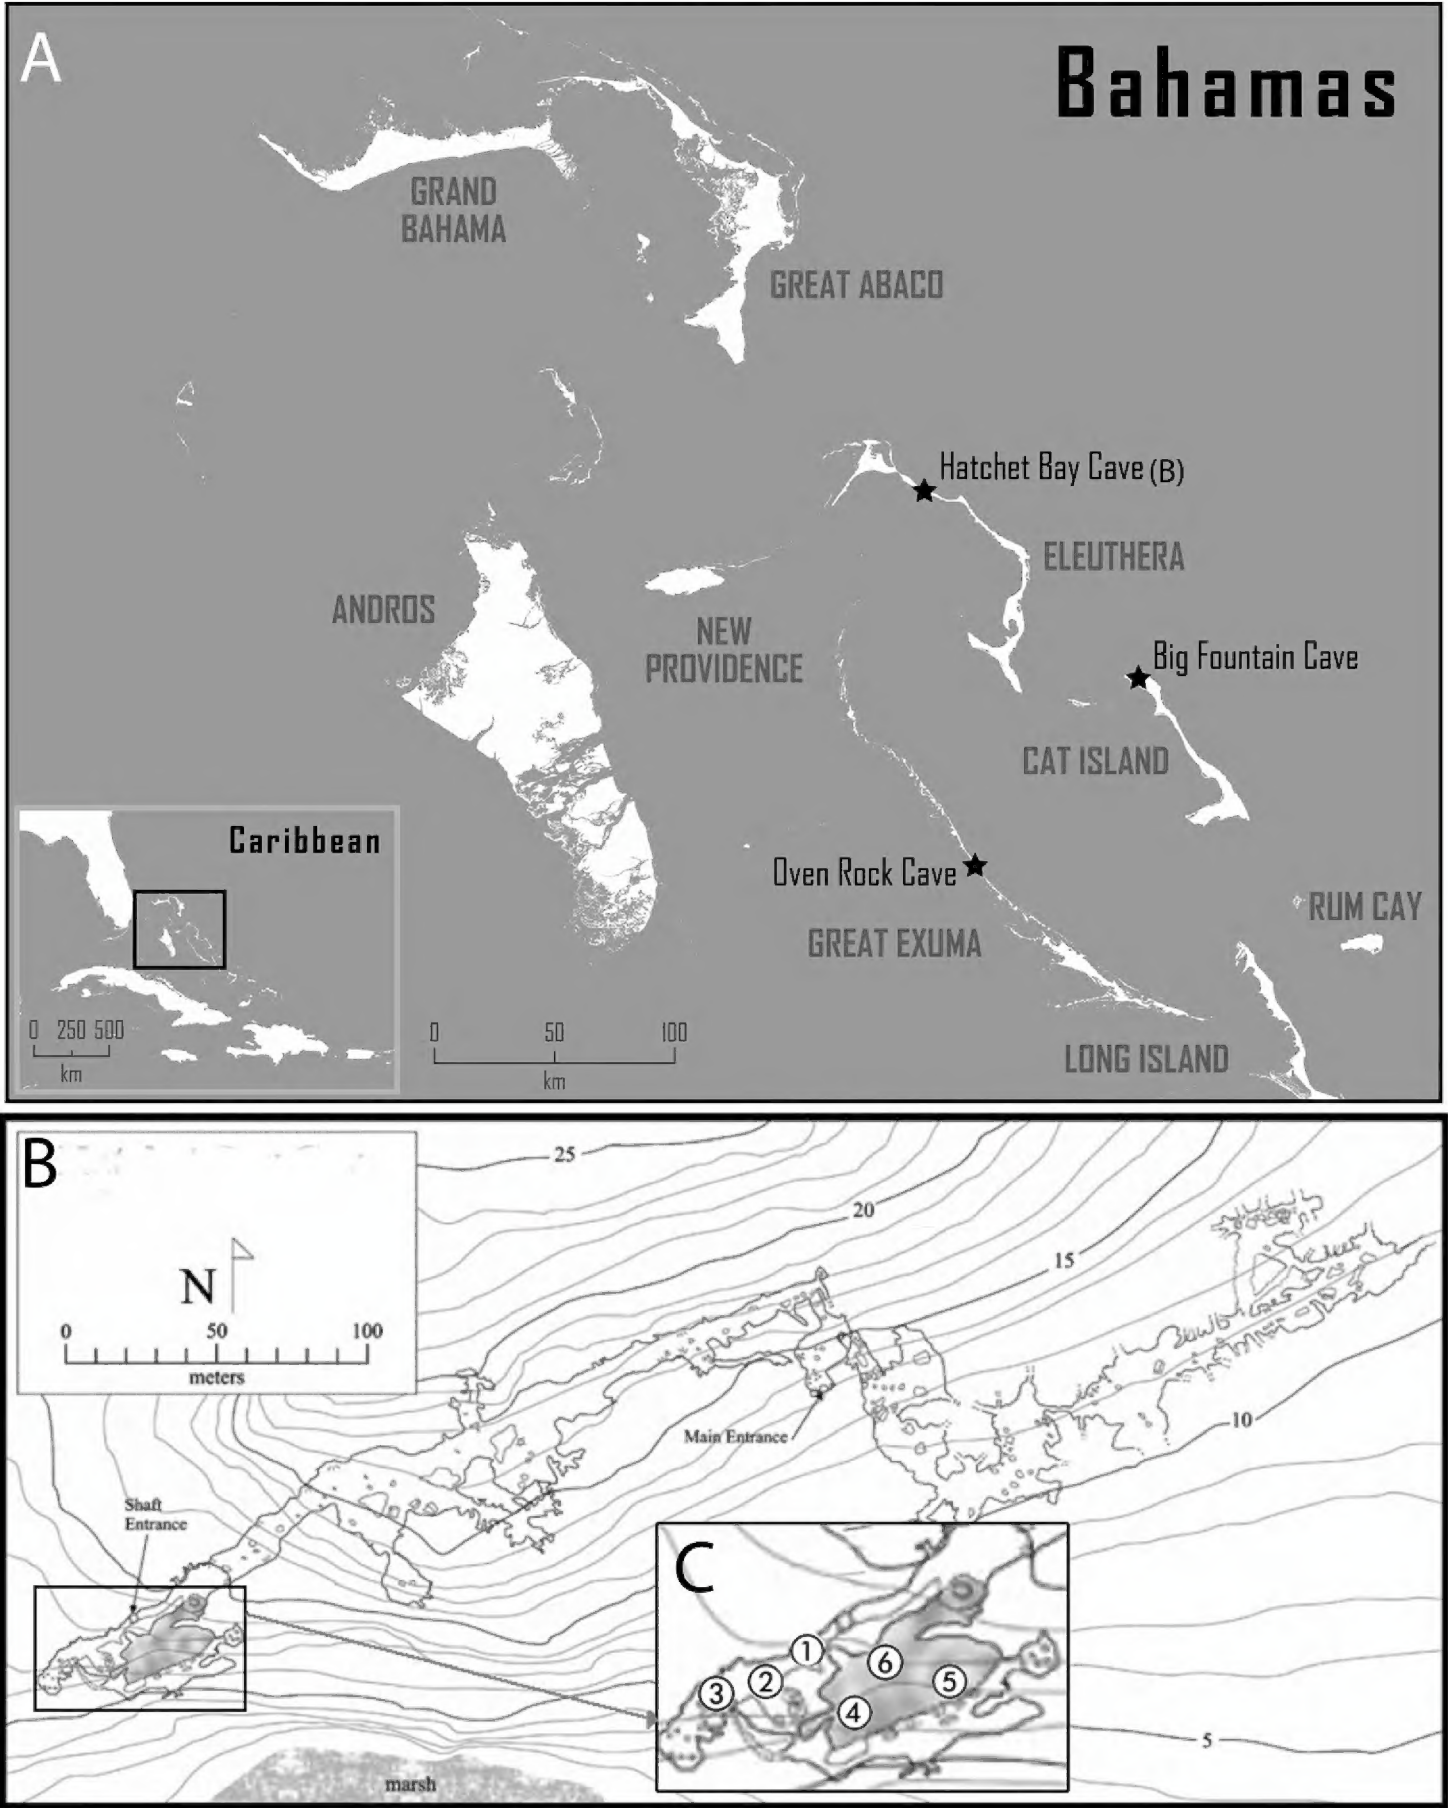 A
Bahamas
GRAND
BAHAMA
GREAT ABACO
Hatchet Bay Cave (B)
ELEUTHERA
ANDROS
NEW
PROVIDENCE
Big Fountain Cave
CAT ISLAND
Caribbean
Oven Rock Cave
RUM CAY
GREAT EXUMA
0 250 500
km
0 50 100
km
LONG ISLAND
B
25
20
N
15
0 50 100
meters
10
Main Entrance
Shaft
Entrance
C
1
6
2
5
3
4
5
marsh